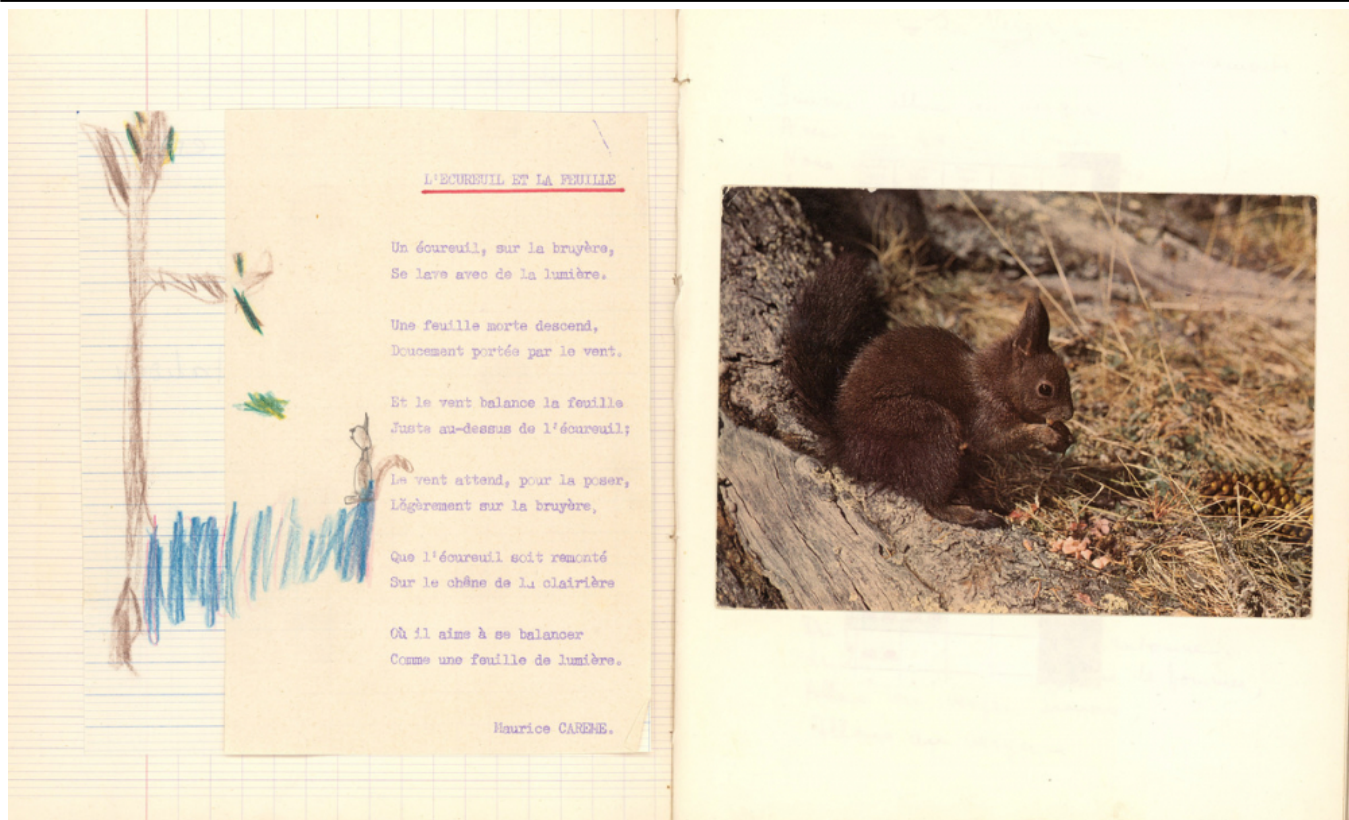 L'ECUREUIL ET LA FEUILLE
Un écureuil, sur la bruyère,
Se lave avec de la lumière.
Une feuille morte descend,
Doucement portée par le vent.
Et le vent balance la feuille
Juste au-dessus de l'écureuil;
Le vent attend, pour la poser,
Lögèrement sur la bruyère,
Que l'écureuil soit remonté
Sur le chêne de la clairière
Où il aime à se balancer
Comme une feuille de lumière.
Maurice CAREME.